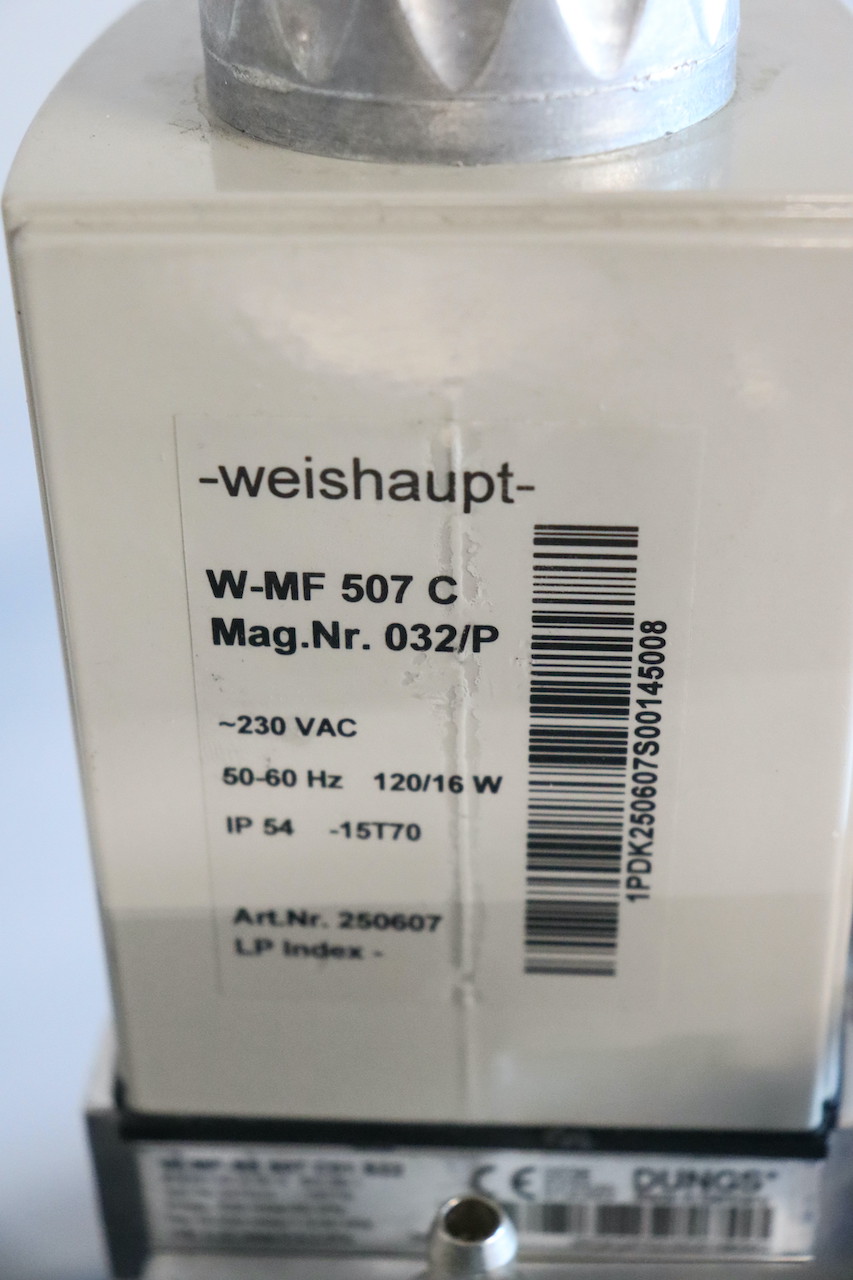 -weishaupt-
W-MF 507 C
Mag.Nr. 032/P
~230 VAC
50-60 Hz 120/16 W
IP 54 -15T70
Art.Nr. 250607
LP Index -
1PDK250607S00145008
CE
DUNGS